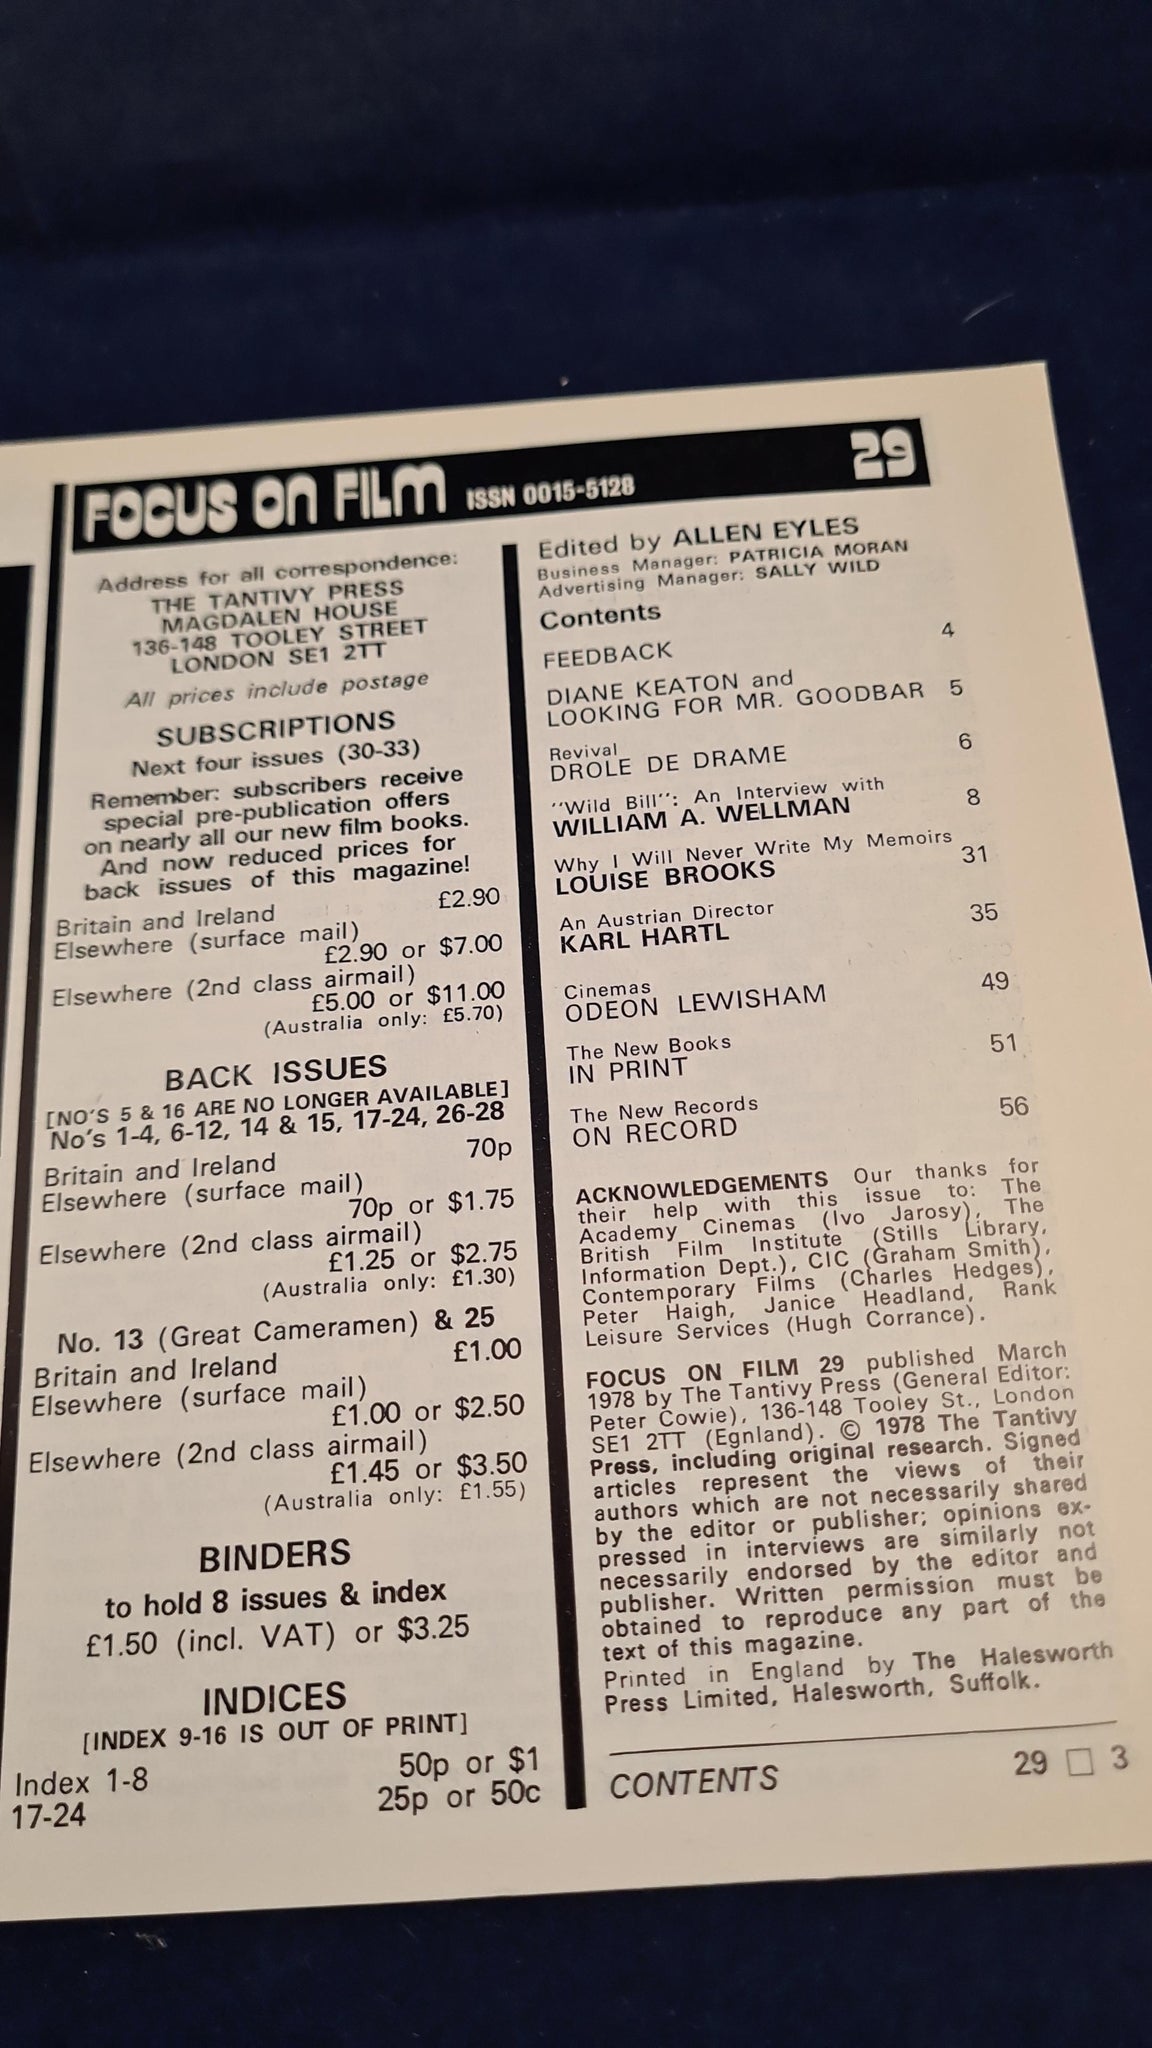 FOCUS ON FILM ISSN 0015-5128 29
Address for all correspondence:
THE TANTIVY PRESS
MAGDALEN HOUSE
136-148 TOOLEY STREET
LONDON SE1 2TT
All prices include postage
SUBSCRIPTIONS
Next four issues (30-33)
Remember: subscribers receive
special pre-publication offers
on nearly all our new film books.
And now reduced prices for
back issues of this magazine!
Britain and Ireland £2.90
Elsewhere (surface mail)
£2.90 or $7.00
Elsewhere (2nd class airmail)
£5.00 or $11.00
(Australia only: £5.70)
BACK ISSUES
[NO'S 5 & 16 ARE NO LONGER AVAILABLE]
No's 1-4, 6-12, 14 & 15, 17-24, 26-28
Britain and Ireland 70p
Elsewhere (surface mail)
70p or $1.75
Elsewhere (2nd class airmail)
£1.25 or $2.75
(Australia only: £1.30)
No. 13 (Great Cameramen) & 25
Britain and Ireland £1.00
Elsewhere (surface mail)
£1.00 or $2.50
Elsewhere (2nd class airmail)
£1.45 or $3.50
(Australia only: £1.55)
BINDERS
to hold 8 issues & index
£1.50 (incl. VAT) or $3.25
INDICES
[INDEX 9-16 IS OUT OF PRINT]
Index 1-8 50p or $1
17-24 25p or 50c
Edited by ALLEN EYLES
Business Manager: PATRICIA MORAN
Advertising Manager: SALLY WILD
Contents
FEEDBACK 4
DIANE KEATON and
LOOKING FOR MR. GOODBAR 5
Revival
DROLE DE DRAME 6
"Wild Bill": An Interview with
WILLIAM A. WELLMAN 8
Why I Will Never Write My Memoirs
LOUISE BROOKS 31
An Austrian Director
KARL HARTL 35
Cinemas
ODEON LEWISHAM 49
The New Books
IN PRINT 51
The New Records
ON RECORD 56
ACKNOWLEDGEMENTS Our thanks for
their help with this issue to: The
Academy Cinemas (Ivo Jarosy), The
British Film Institute (Stills Library,
Information Dept.), CIC (Graham Smith),
Contemporary Films (Charles Hedges),
Peter Haigh, Janice Headland, Rank
Leisure Services (Hugh Corrance).
FOCUS ON FILM 29 published March
1978 by The Tantivy Press (General Editor:
Peter Cowie), 136-148 Tooley St., London
SE1 2TT (Egnland). © 1978 The Tantivy
Press, including original research. Signed
articles represent the views of their
authors which are not necessarily shared
by the editor or publisher; opinions ex-
pressed in interviews are similarly not
necessarily endorsed by the editor and
publisher. Written permission must be
obtained to reproduce any part of the
text of this magazine.
Printed in England by The Halesworth
Press Limited, Halesworth, Suffolk.
CONTENTS 29 □ 3